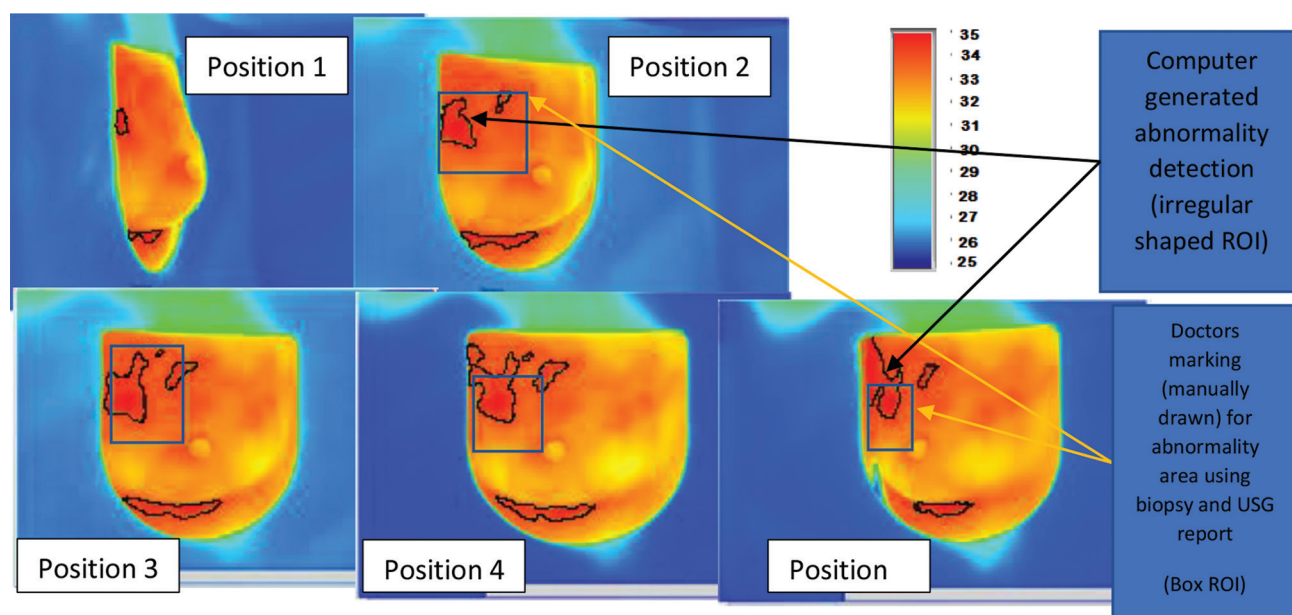 Position 1
Position 2
35
34
33
32
31
30
29
28
27
26
25
Computer
generated
abnormality
detection
(irregular
shaped ROI)
Position 3
Position 4
Position
Doctors
marking
(manually
drawn) for
abnormality
area using
biopsy and USG
report
(Box ROI)